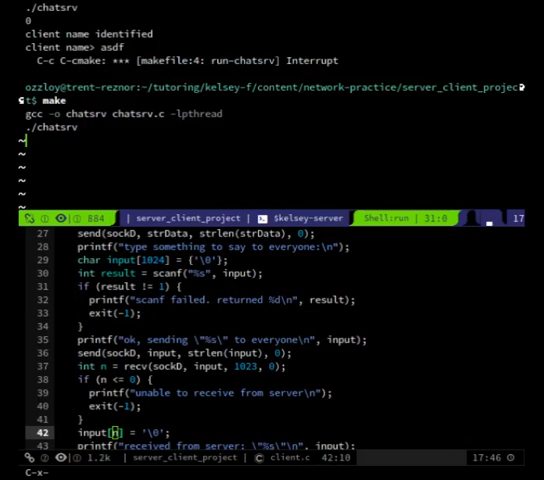 ./chatsrv
0
client name identified
client name> asdf
  C-c C-cmake: *** [makefile:4: run-chatsrv] Interrupt

ozzloy@trent-reznor:~/tutoring/kelsey-f/content/network-practice/server_client_projec
t$ make
gcc -o chatsrv chatsrv.c -lpthread
./chatsrv
~
~
~
~
~
① ① 884 | server_client_project | $kelsey-server Shell:run | 31:0 17
27 send(sockD, strData, strlen(strData), 0);
28 printf("type something to say to everyone:\n");
29 char input[1024] = {'\0'};
30 int result = scanf("%s", input);
31 if (result != 1) {
32 printf("scanf failed. returned %d\n", result);
33 exit(-1);
34 }
35 printf("ok, sending \"%s\" to everyone\n", input);
36 send(sockD, input, strlen(input), 0);
37 int n = recv(sockD, input, 1023, 0);
38 if (n <= 0) {
39 printf("unable to receive from server\n");
40 exit(-1);
41 }
42 input[n] = '\0';
43 printf("received from server: \"%s\"\n", input);
② ① 1.2k | server_client_project | C client.c 42:10 17:46
C-x-